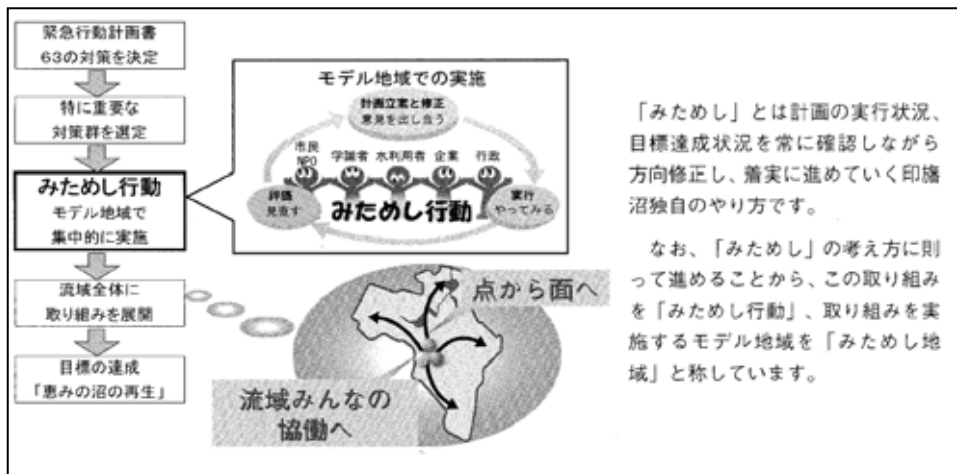 緊急行動計画書
63の対策を決定
特に重要な
対策群を選定
みためし行動
モデル地域で
集中的に実施
流域全体に
取り組みを展開
目標の達成
「恵みの沼の再生」
モデル地域での実施
計画立案と修正
意見を出し合う
市民
NPO
学識者
水利用者
企業
行政
評価
見直す
みためし行動
実行
やってみる
点から面へ
流域みんなの
協働へ
「みためし」とは計画の実行状況、
目標達成状況を常に確認しながら
方向修正し、着実に進めていく印旛
沼独自のやり方です。
なお、「みためし」の考え方に則
って進めることから、この取り組み
を「みためし行動」、取り組みを実
施するモデル地域を「みためし地
域」と称しています。